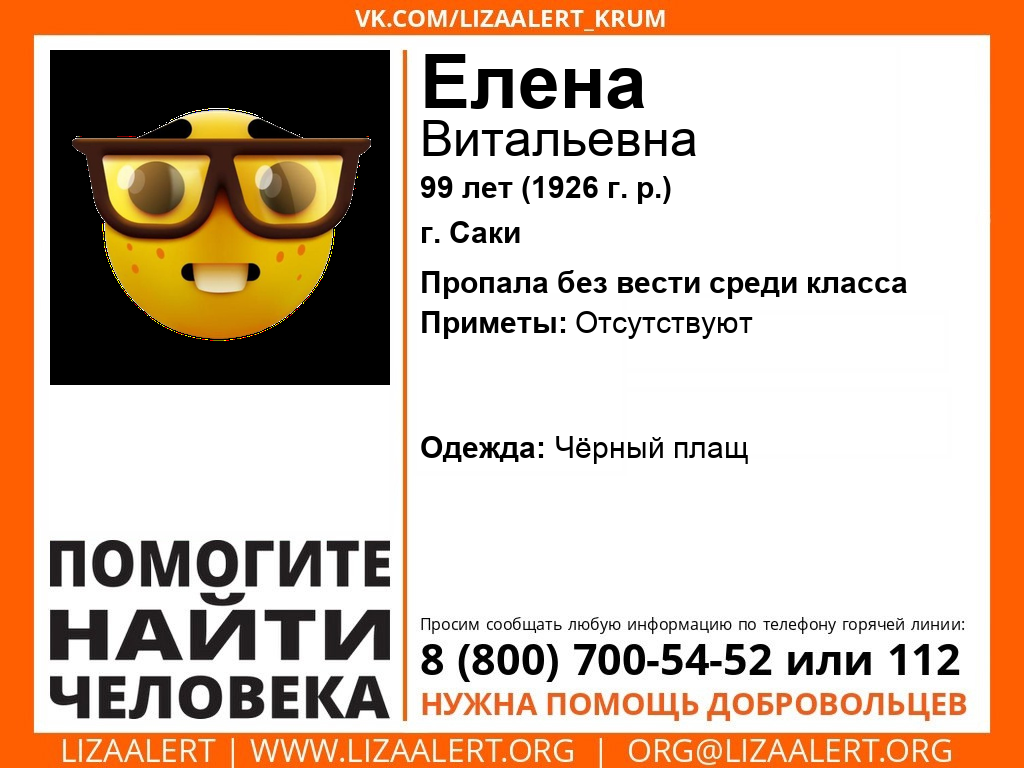 VK.COM/LIZAALERT_KRUM
Елена
Витальевна
99 лет (1926 г. р.)
г. Саки
Пропала без вести среди класса
Приметы: Отсутствуют
Одежда: Чёрный плащ
ПОМОГИТЕ
НАЙТИ
ЧЕЛОВЕКА
Просим сообщать любую информацию по телефону горячей линии:
8 (800) 700-54-52 или 112
НУЖНА ПОМОЩЬ ДОБРОВОЛЬЦЕВ
LIZAALERT | WWW.LIZAALERT.ORG | ORG@LIZAALERT.ORG